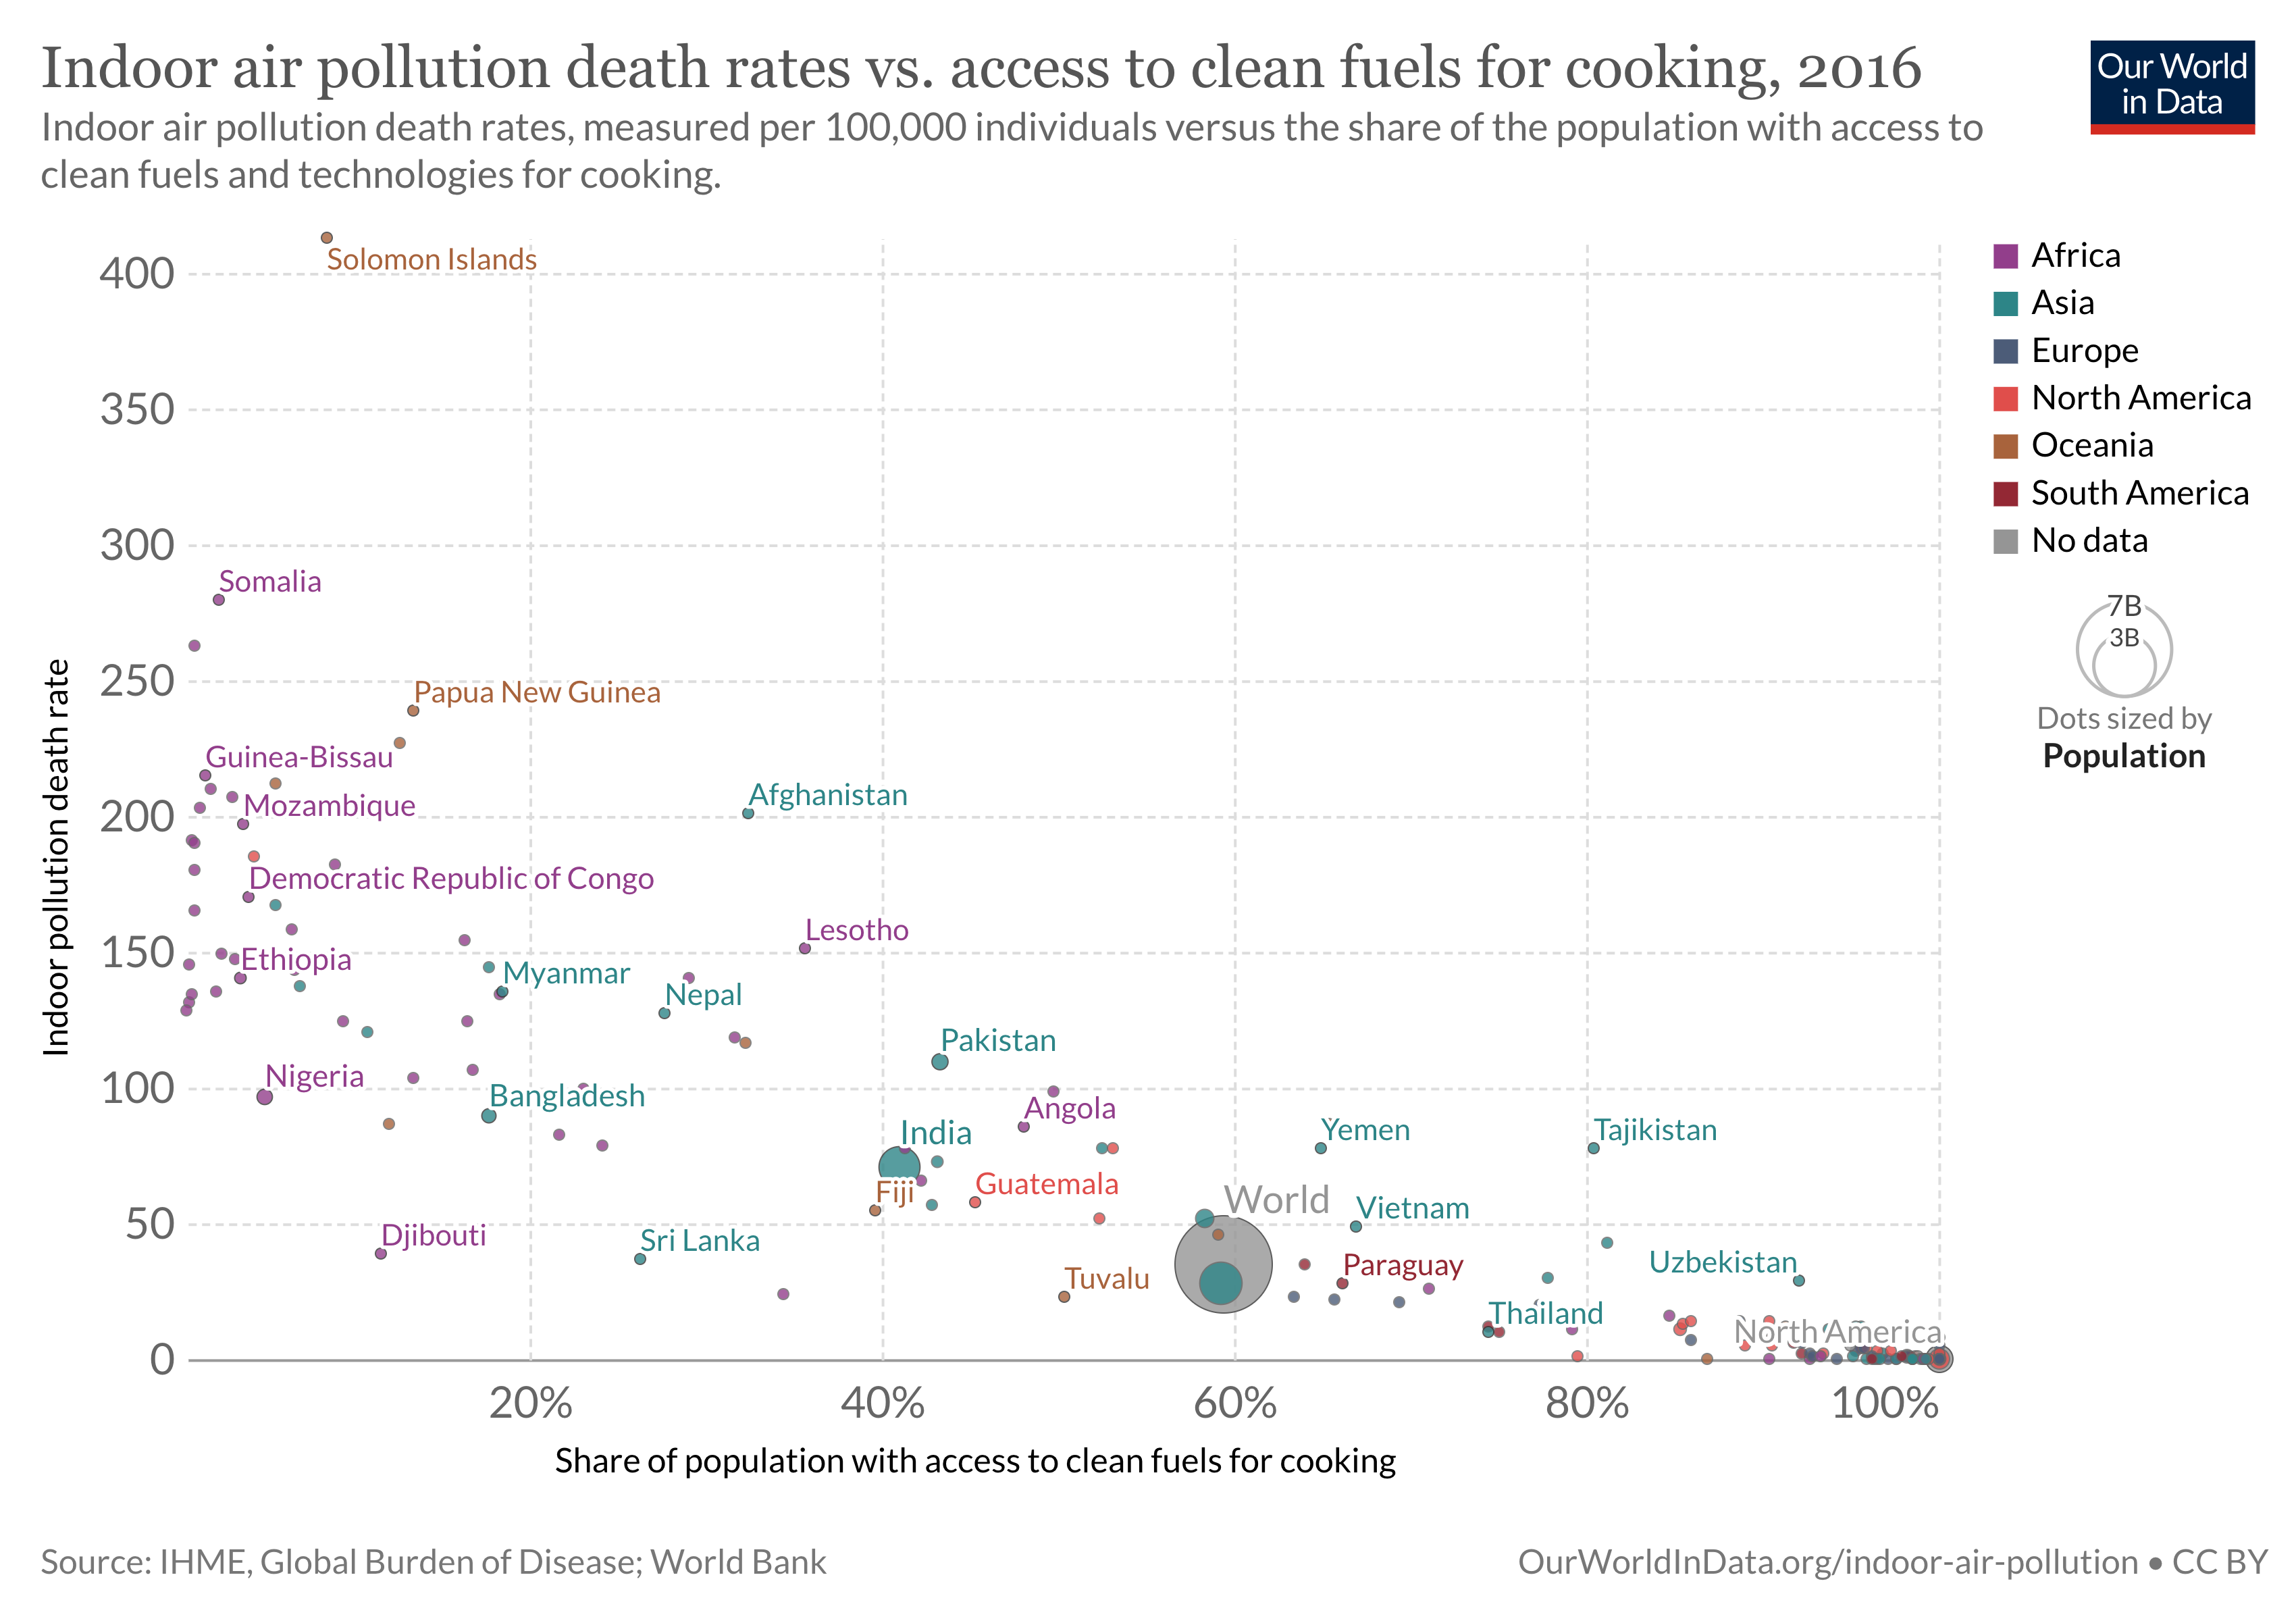 Indoor air pollution death rates vs. access to clean fuels for cooking, 2016
Indoor air pollution death rates, measured per 100,000 individuals versus the share of the population with access to
clean fuels and technologies for cooking.
Our World
in Data
400
350
300
250
200
150
100
50
0
Indoor pollution death rate
Solomon Islands
Somalia
Papua New Guinea
Guinea-Bissau
Afghanistan
Mozambique
Democratic Republic of Congo
Lesotho
Ethiopia
Myanmar
Nepal
Pakistan
Nigeria
Bangladesh
Angola
India
Yemen
Tajikistan
Fiji
Guatemala
World
Vietnam
Djibouti
Sri Lanka
Tuvalu
Paraguay
Uzbekistan
Thailand
North America
20%
40%
60%
80%
100%
Share of population with access to clean fuels for cooking
Africa
Asia
Europe
North America
Oceania
South America
No data
7B
3B
Dots sized by
Population
Source: IHME, Global Burden of Disease; World Bank
OurWorldInData.org/indoor-air-pollution • CC BY